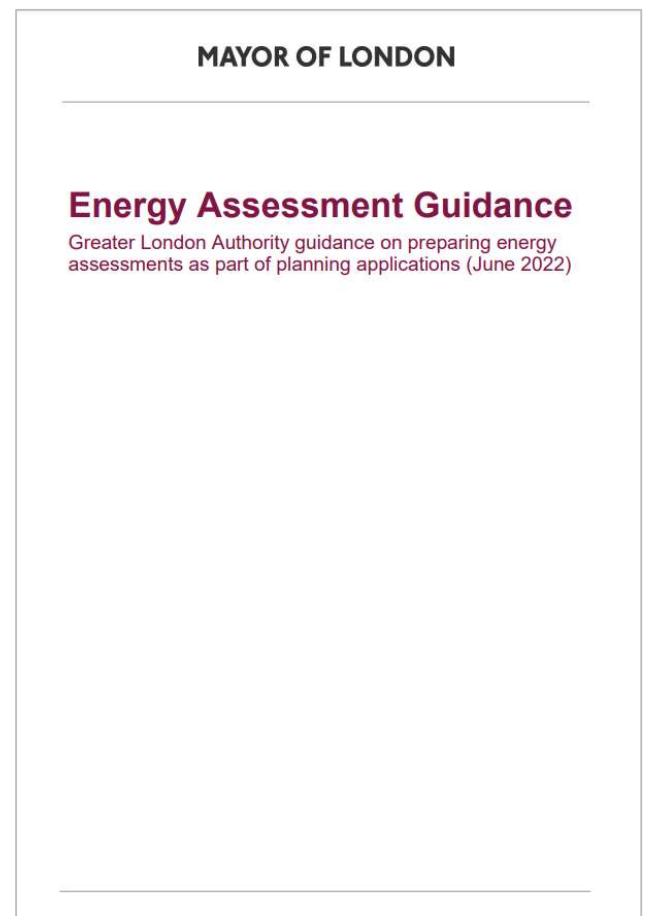 MAYOR OF LONDON
Energy Assessment Guidance
Greater London Authority guidance on preparing energy
assessments as part of planning applications (June 2022)